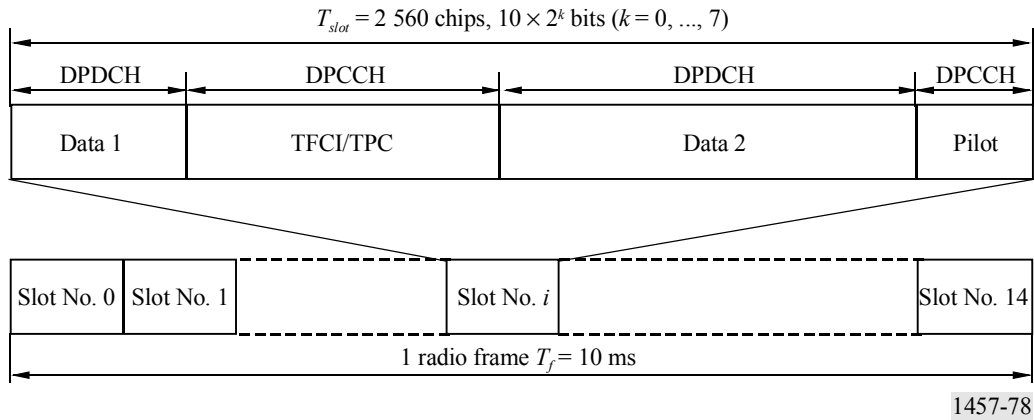 T_slot = 2 560 chips, 10 × 2^k bits (k = 0, ..., 7)
DPDCH DPCCH DPDCH DPCCH
Data 1 TFCI/TPC Data 2 Pilot
Slot No. 0 Slot No. 1 Slot No. i Slot No. 14
1 radio frame T_f = 10 ms
1457-78